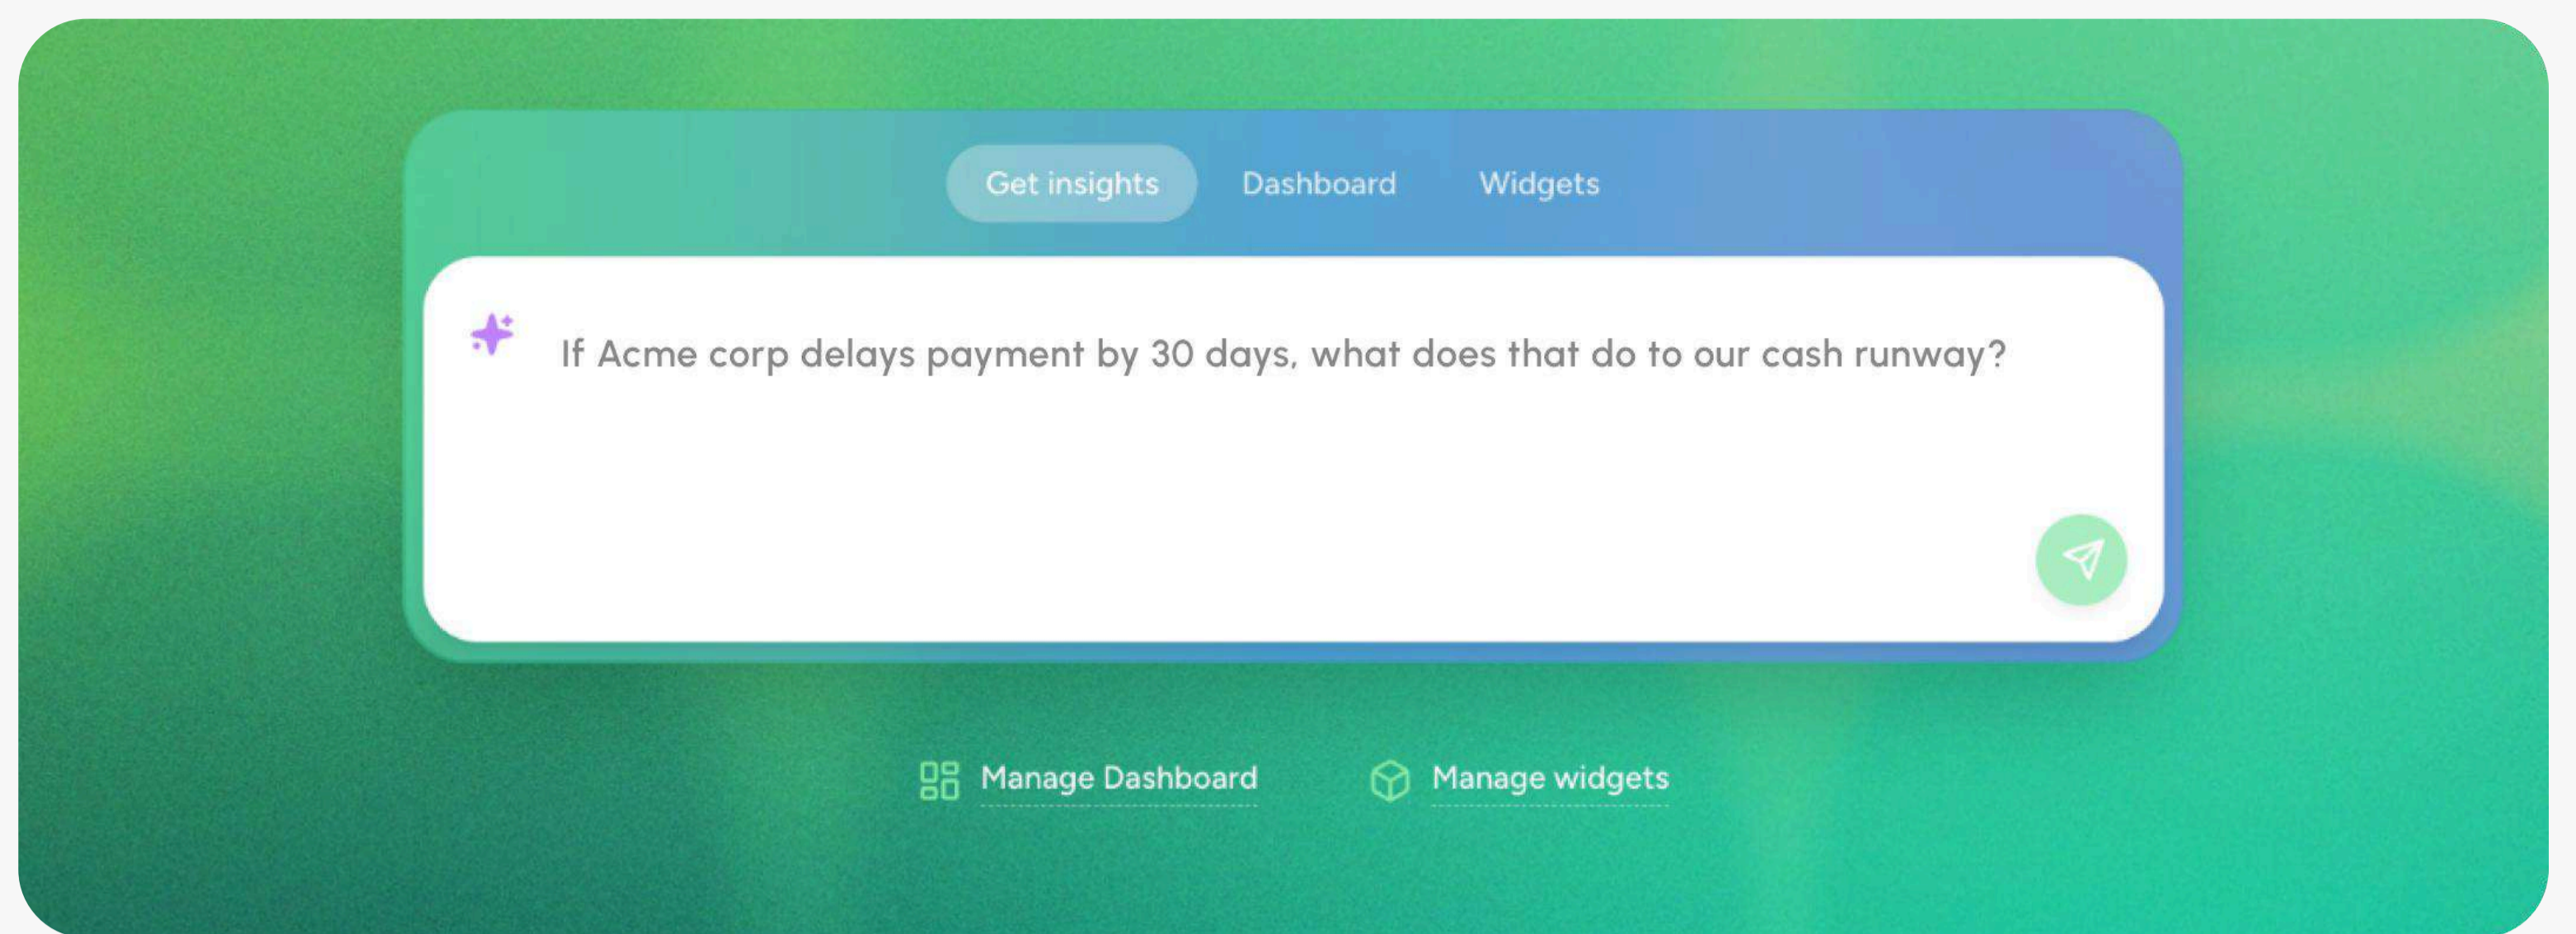 Get insights Dashboard Widgets
If Acme corp delays payment by 30 days, what does that do to our cash runway?
Manage Dashboard Manage widgets